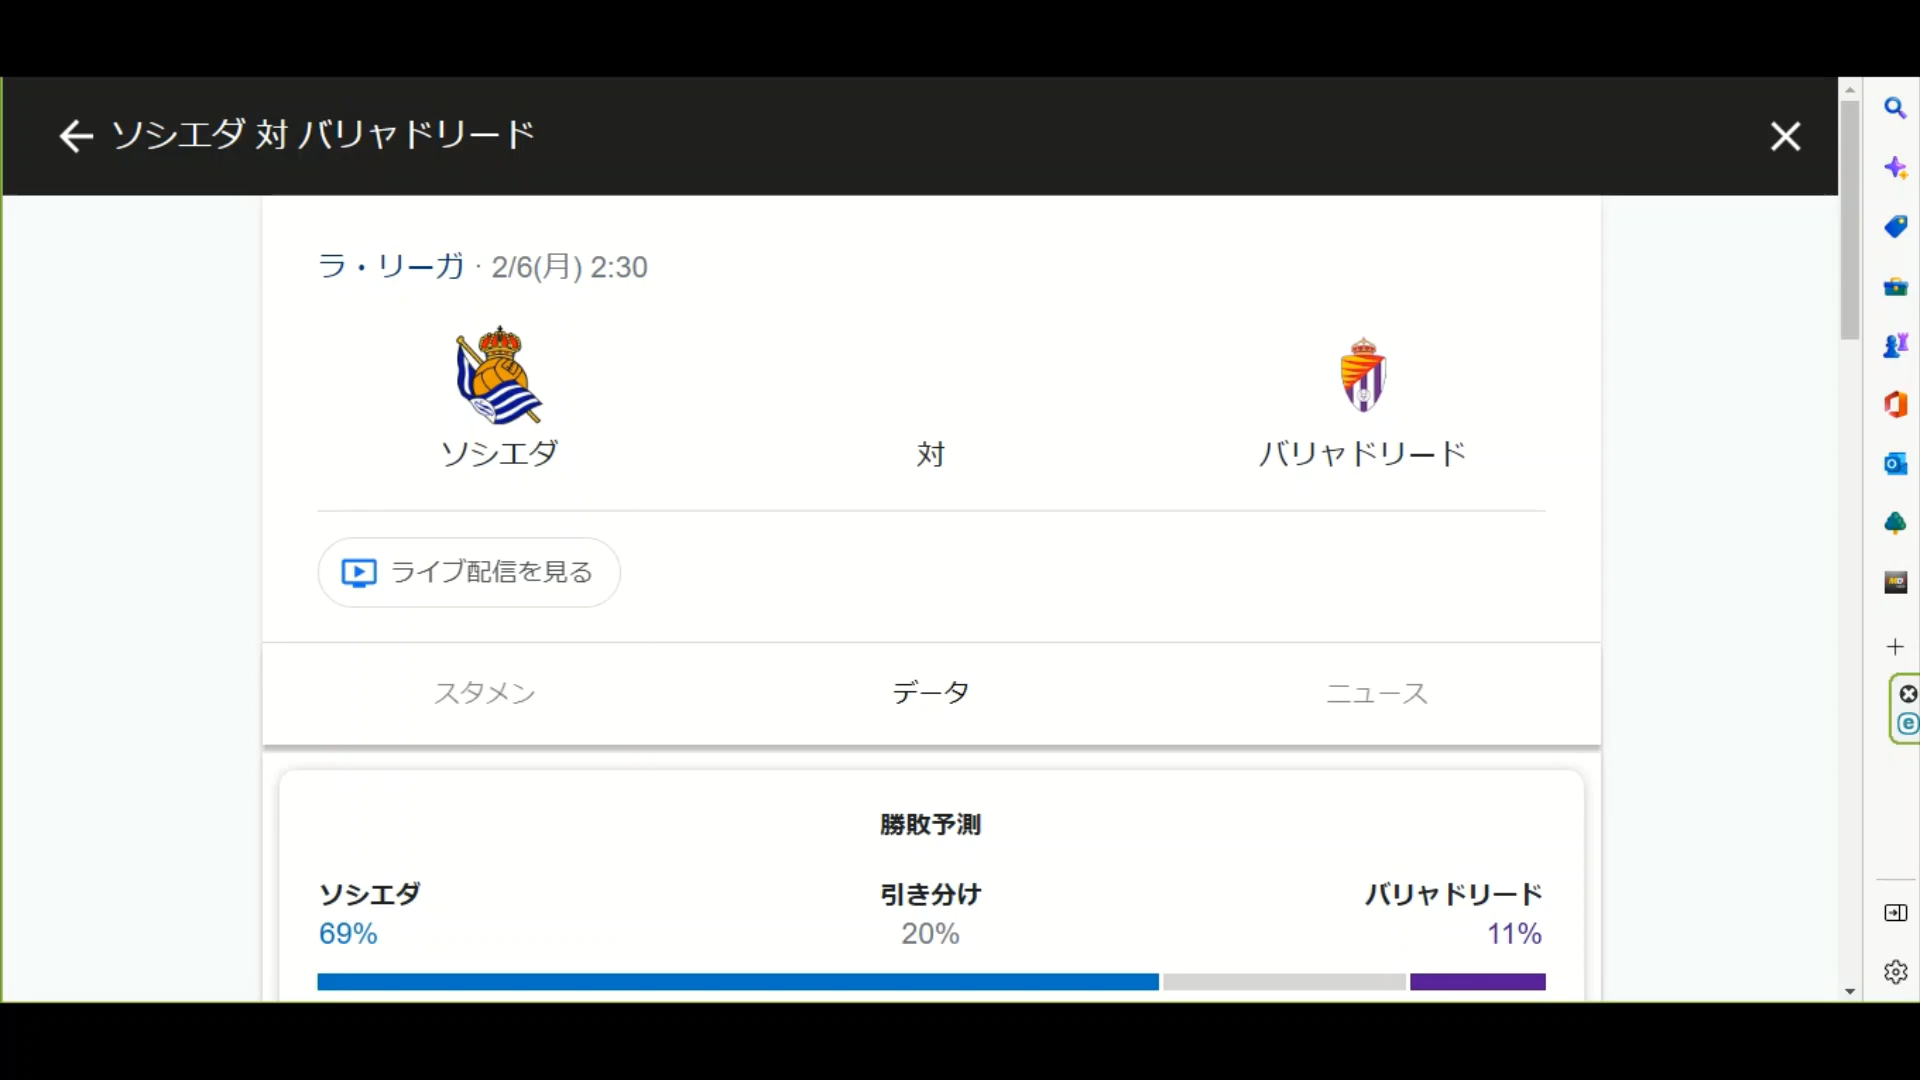 ソシエダ 対 バリャドリード
ラ・リーガ · 2/6(月) 2:30
ソシエダ 対 バリャドリード
ライブ配信を見る
スタメン データ ニュース
勝敗予測
ソシエダ 引き分け バリャドリード
69% 20% 11%